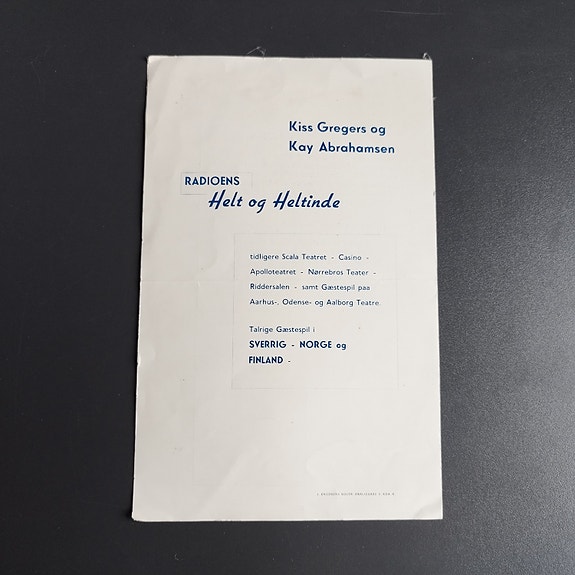 Kiss Gregers og
Kay Abrahamsen
RADIOENS
Helt og Heltinde
tidligere Scala Teatret - Casino -
Apolloteatret - Nørrebros Teater -
Riddersalen - samt Gæstespil paa
Aarhus-, Odense- og Aalborg Teatre.
Talrige Gæstespil i
SVERRIG - NORGE og
FINLAND -